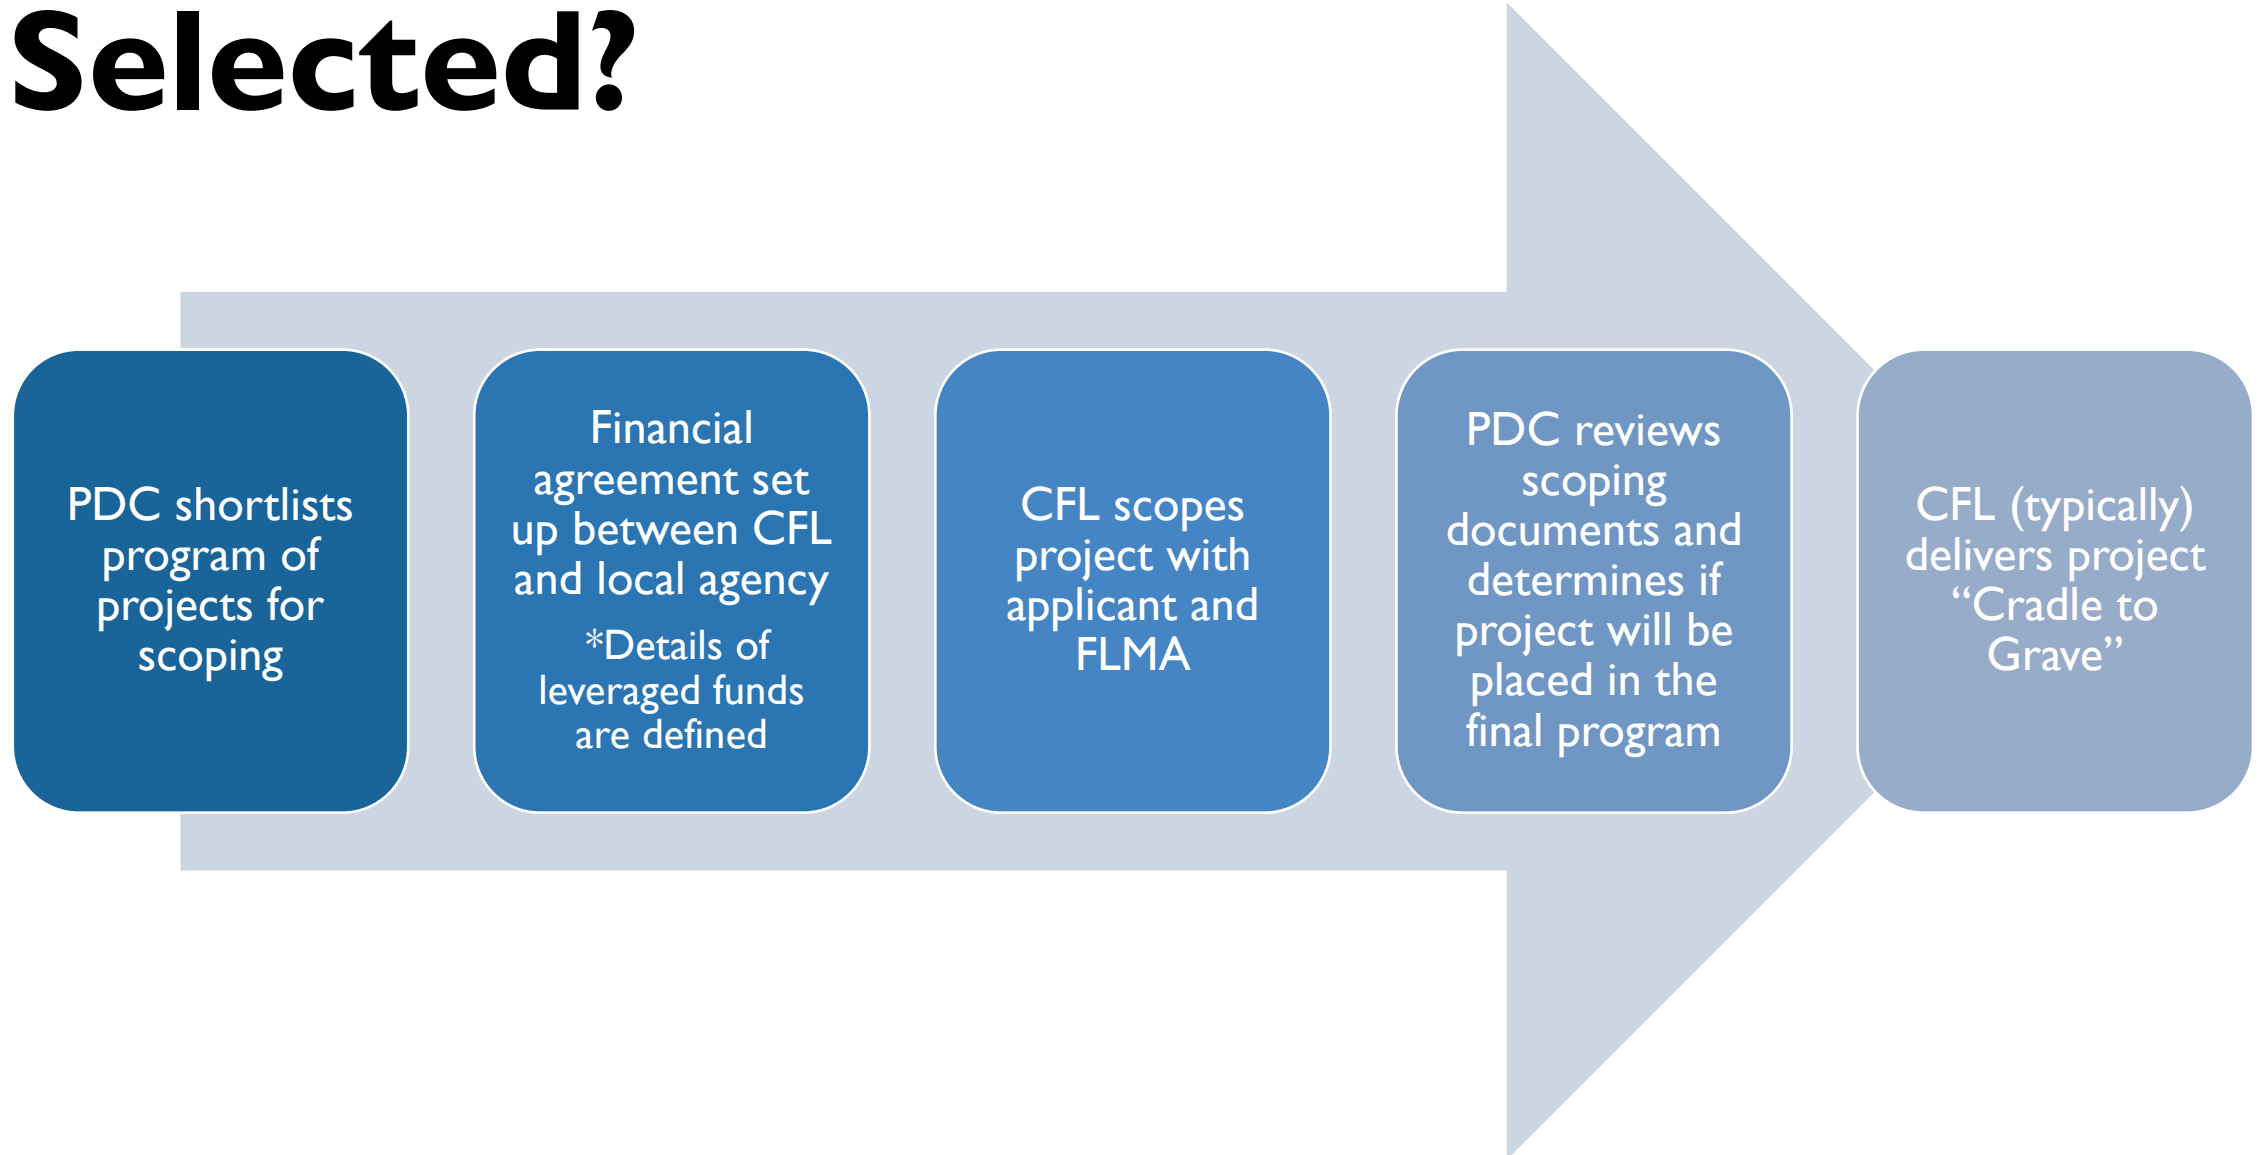 Selected?
PDC shortlists
program of
projects for
scoping
Financial
agreement set
up between CFL
and local agency
*Details of
leveraged funds
are defined
CFL scopes
project with
applicant and
FLMA
PDC reviews
scoping
documents and
determines if
project will be
placed in the
final program
CFL (typically)
delivers project
“Cradle to
Grave”